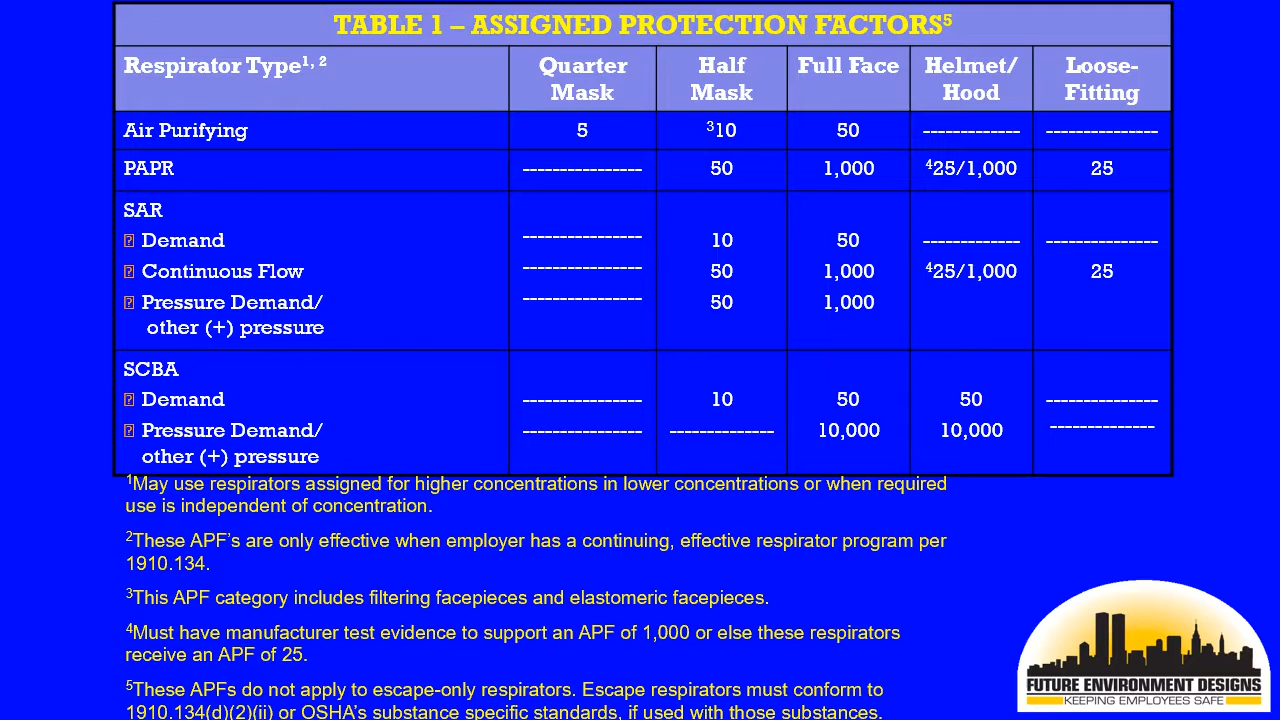 TABLE 1 – ASSIGNED PROTECTION FACTORS⁵
Respirator Type¹, ² Quarter Mask Half Mask Full Face Helmet/ Hood Loose- Fitting
Air Purifying 5 ³10 50 ------------- ---------------
PAPR ---------------- 50 1,000 ⁴25/1,000 25
SAR
Demand ---------------- 10 50 ------------- ---------------
Continuous Flow ---------------- 50 1,000 ⁴25/1,000 25
Pressure Demand/ ---------------- 50 1,000
other (+) pressure
SCBA
Demand ---------------- 10 50 50 ---------------
Pressure Demand/ ---------------- -------------- 10,000 10,000 --------------
other (+) pressure
¹May use respirators assigned for higher concentrations in lower concentrations or when required
use is independent of concentration.
²These APF’s are only effective when employer has a continuing, effective respirator program per
1910.134.
³This APF category includes filtering facepieces and elastomeric facepieces.
⁴Must have manufacturer test evidence to support an APF of 1,000 or else these respirators
receive an APF of 25.
⁵These APFs do not apply to escape-only respirators. Escape respirators must conform to
1910.134(d)(2)(ii) or OSHA’s substance specific standards, if used with those substances.
FUTURE ENVIRONMENT DESIGNS
KEEPING EMPLOYEES SAFE